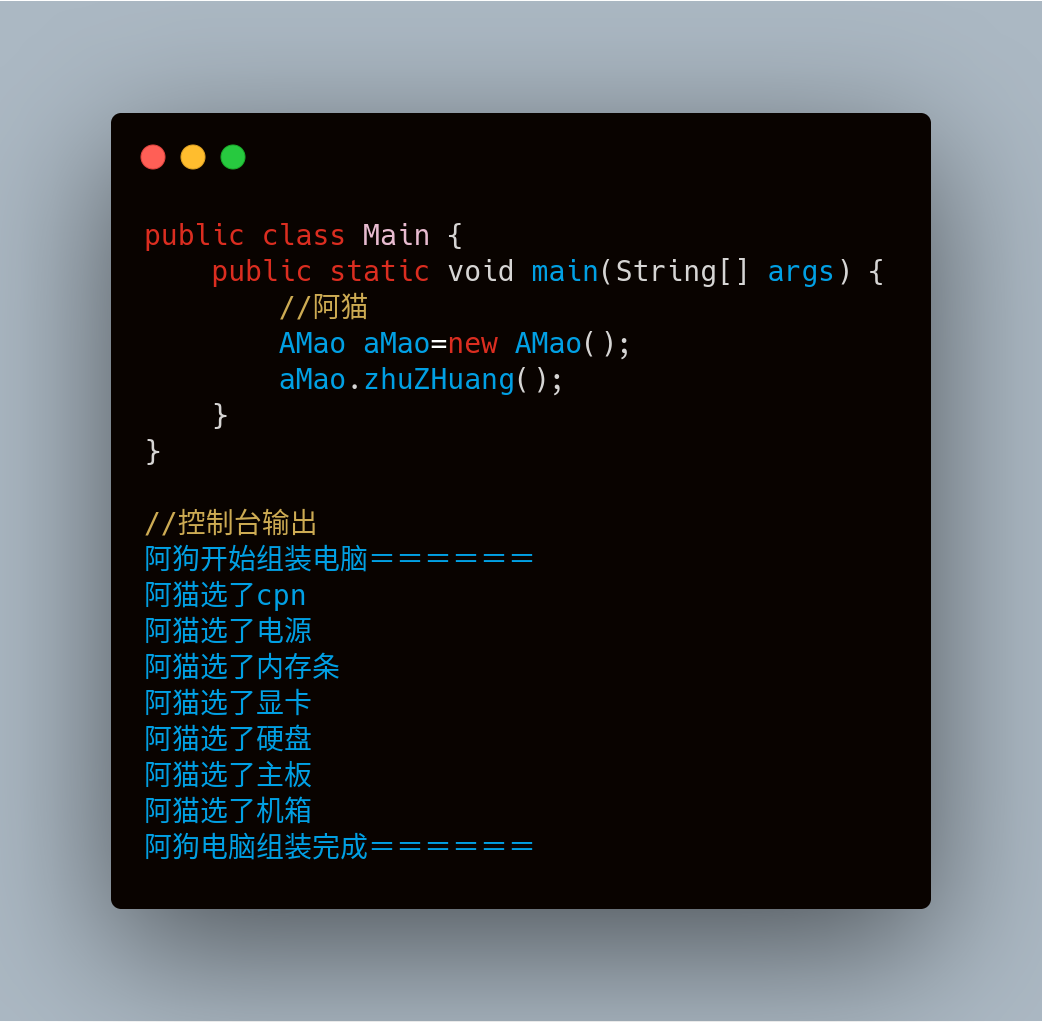 public class Main {
    public static void main(String[] args) {
        //阿猫
        AMao aMao=new AMao();
        aMao.zhuZHuang();
    }
}

//控制台输出
阿狗开始组装电脑＝＝＝＝＝＝
阿猫选了cpn
阿猫选了电源
阿猫选了内存条
阿猫选了显卡
阿猫选了硬盘
阿猫选了主板
阿猫选了机箱
阿狗电脑组装完成＝＝＝＝＝＝